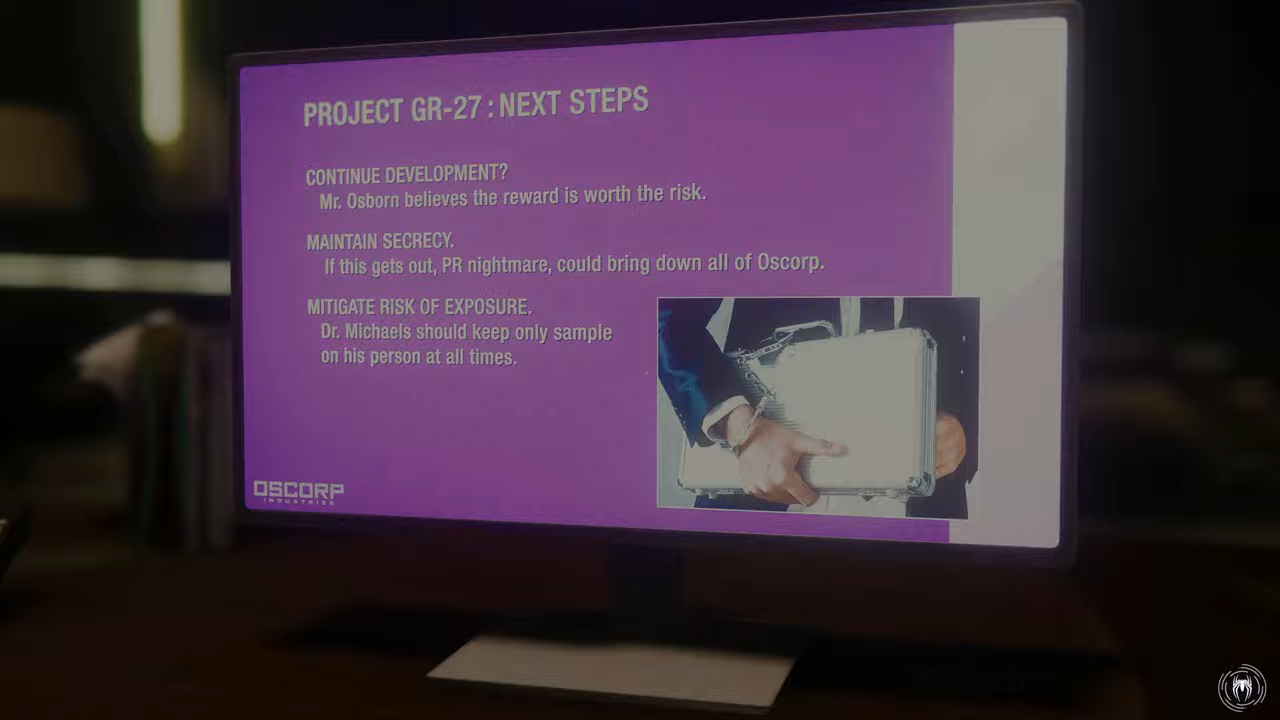 PROJECT GR-27 : NEXT STEPS
CONTINUE DEVELOPMENT?
Mr. Osborn believes the reward is worth the risk.
MAINTAIN SECRECY.
If this gets out, PR nightmare, could bring down all of Oscorp.
MITIGATE RISK OF EXPOSURE.
Dr. Michaels should keep only sample
on his person at all times.
OSCORP
INDUSTRIES